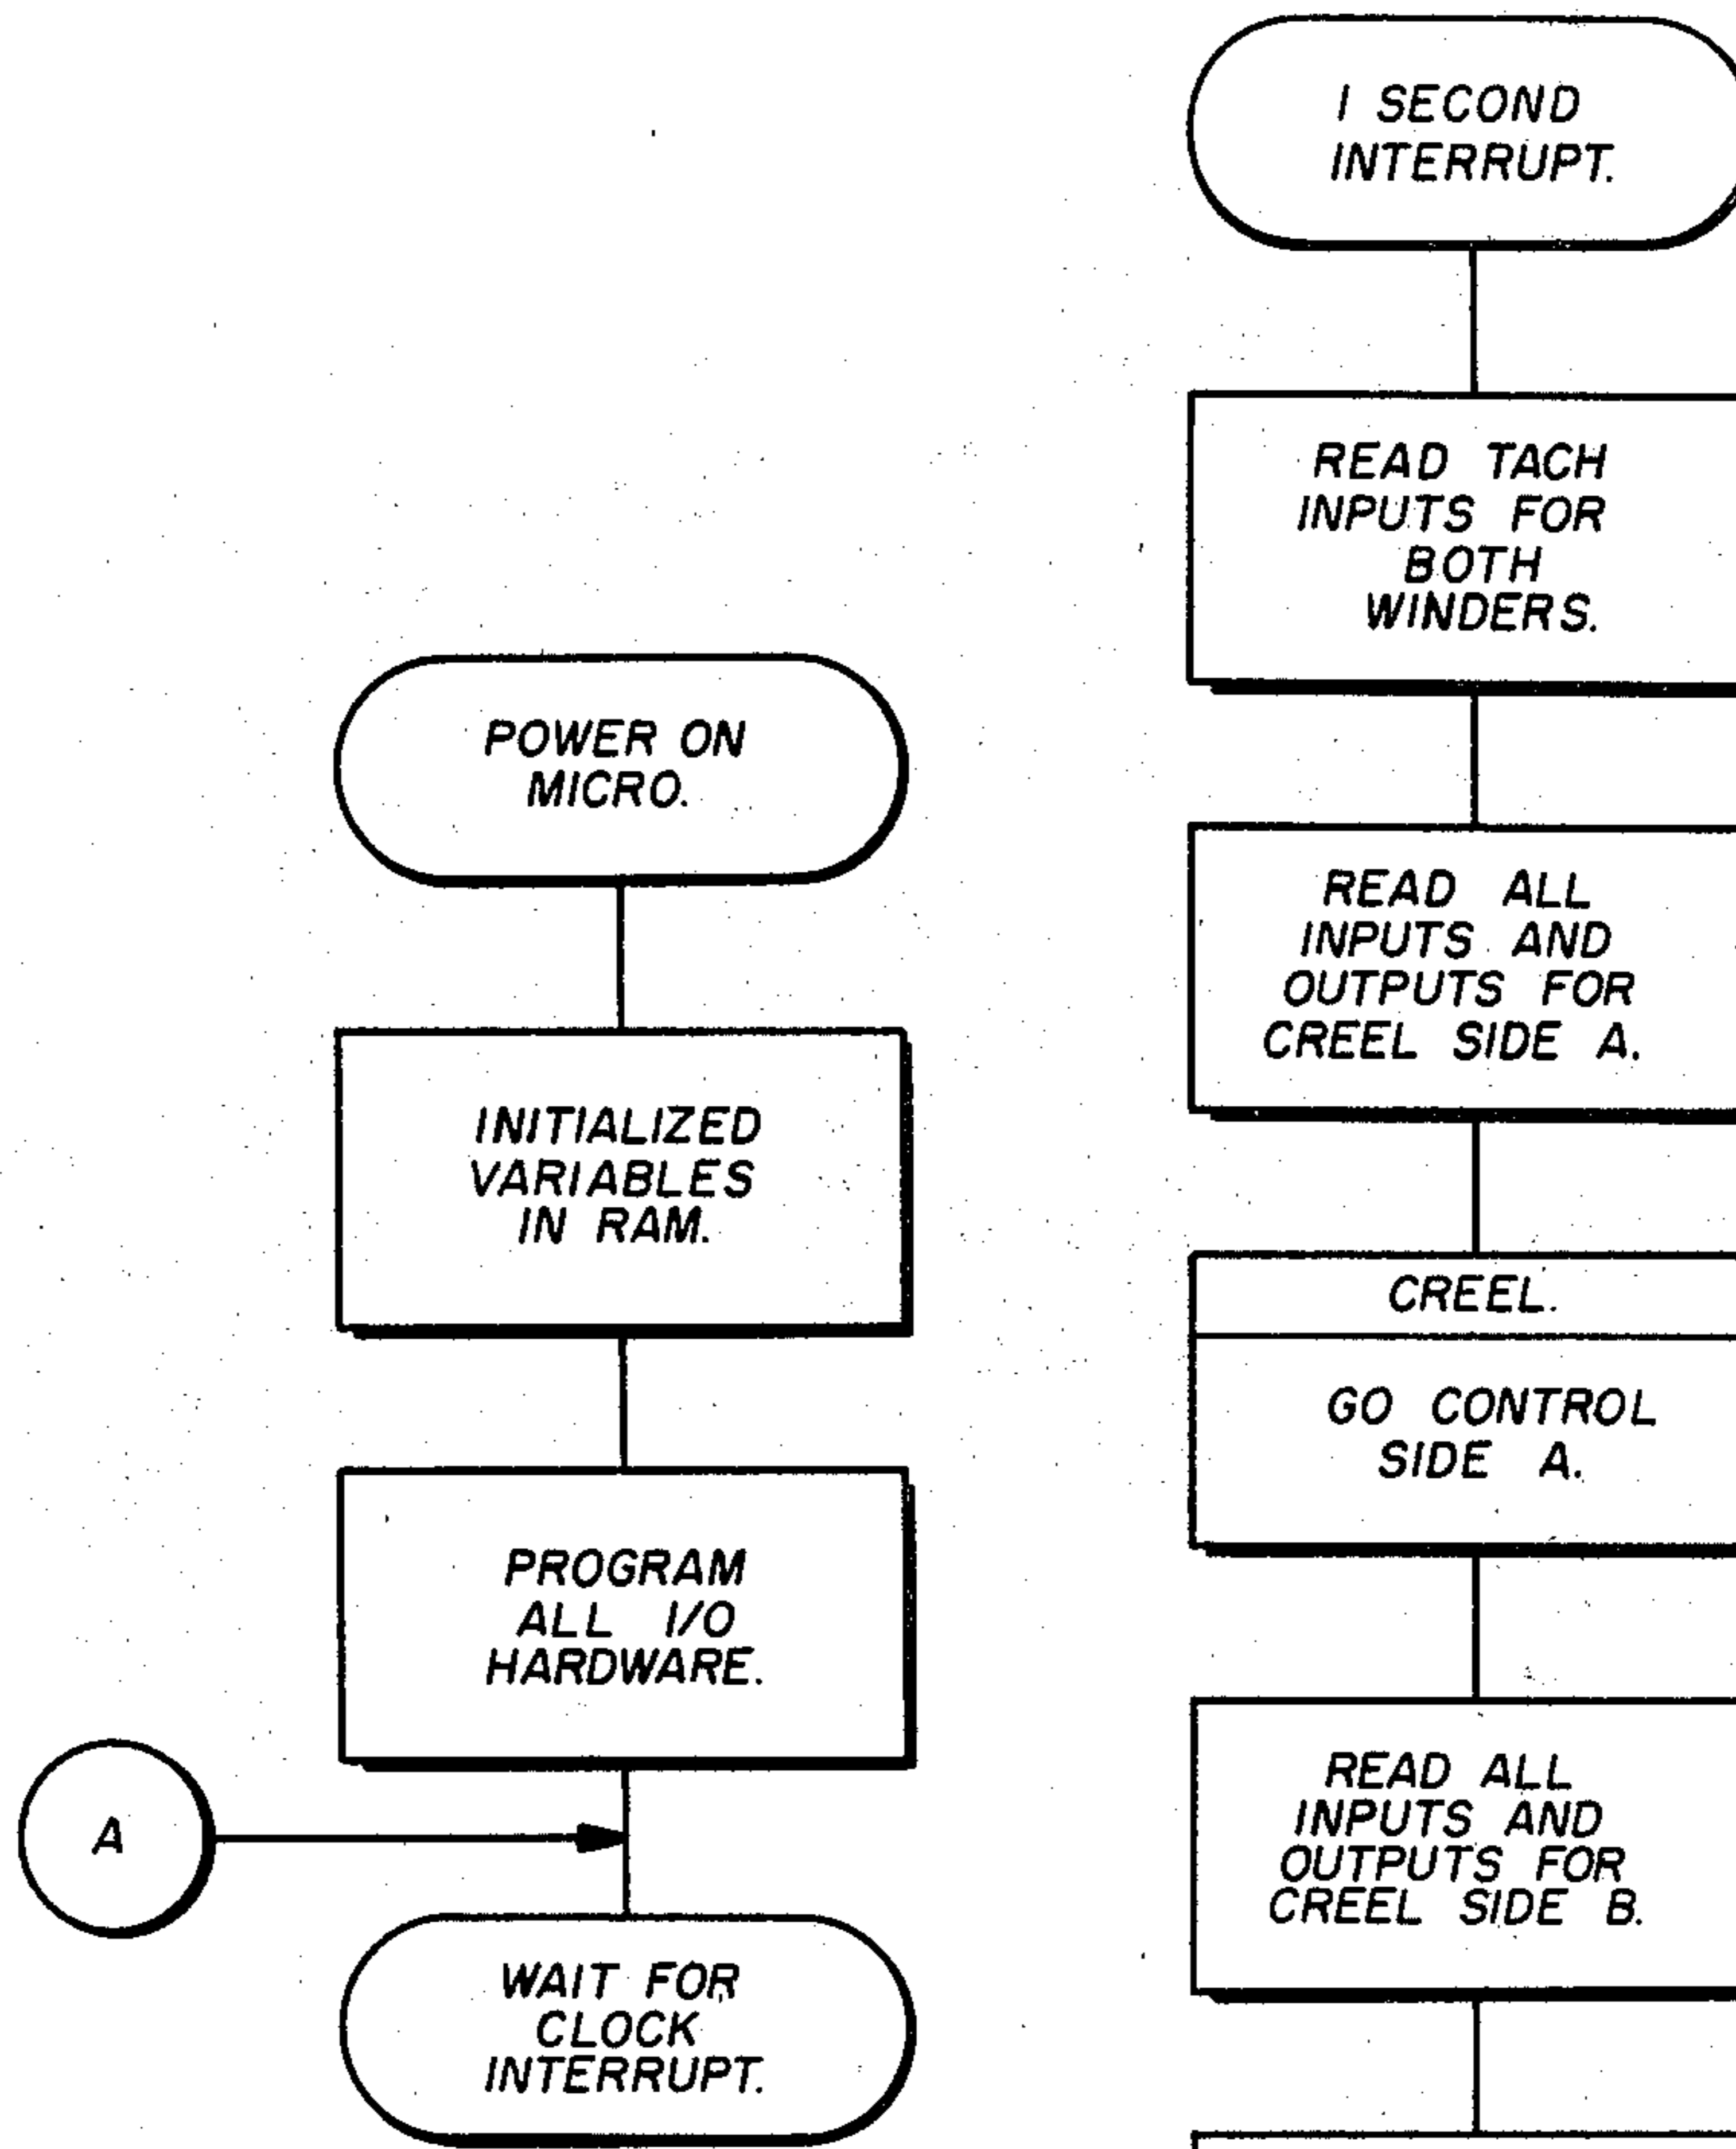 POWER ON
MICRO.
INITIALIZED
VARIABLES
IN RAM.
PROGRAM
ALL I/O
HARDWARE.
A
WAIT FOR
CLOCK
INTERRUPT.
1 SECOND
INTERRUPT.
READ TACH
INPUTS FOR
BOTH
WINDERS.
READ ALL
INPUTS AND
OUTPUTS FOR
CREEL SIDE A.
CREEL.
GO CONTROL
SIDE A.
READ ALL
INPUTS AND
OUTPUTS FOR
CREEL SIDE B.